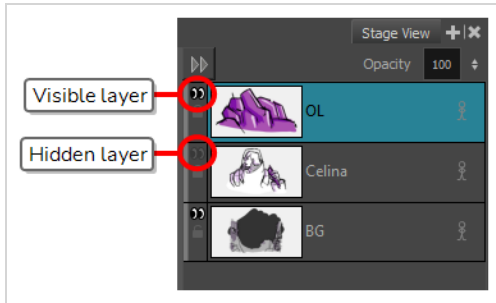 Stage View
Opacity 100
Visible layer
OL
Hidden layer
Celina
BG